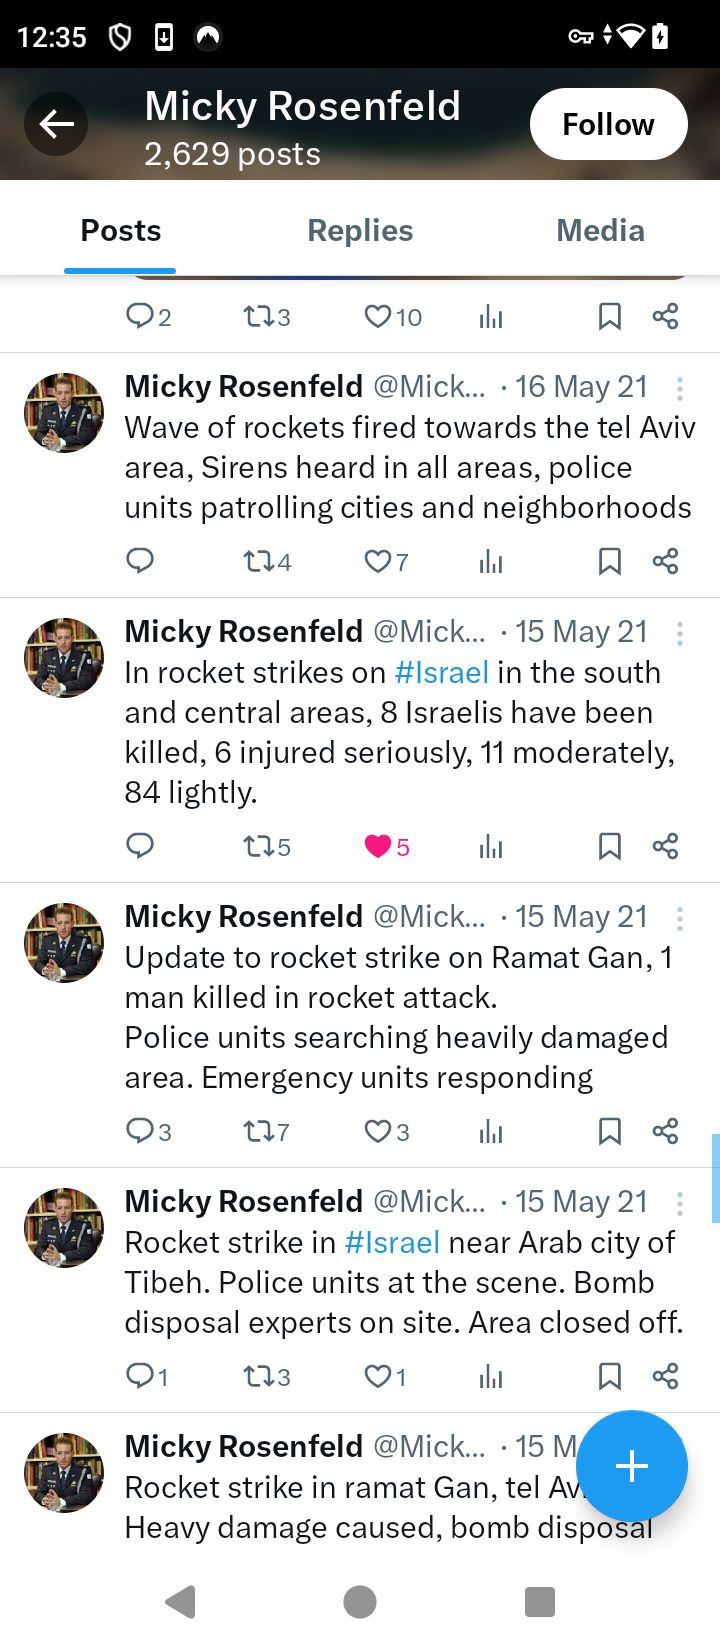 12:35
Micky Rosenfeld
2,629 posts
Follow
Posts
Replies
Media
2
3
10
Micky Rosenfeld @Mick... · 16 May 21
Wave of rockets fired towards the tel Aviv
area, Sirens heard in all areas, police
units patrolling cities and neighborhoods
4
7
Micky Rosenfeld @Mick... · 15 May 21
In rocket strikes on #Israel in the south
and central areas, 8 Israelis have been
killed, 6 injured seriously, 11 moderately,
84 lightly.
5
5
Micky Rosenfeld @Mick... · 15 May 21
Update to rocket strike on Ramat Gan, 1
man killed in rocket attack.
Police units searching heavily damaged
area. Emergency units responding
3
7
3
Micky Rosenfeld @Mick... · 15 May 21
Rocket strike in #Israel near Arab city of
Tibeh. Police units at the scene. Bomb
disposal experts on site. Area closed off.
1
3
1
Micky Rosenfeld @Mick... · 15 M
Rocket strike in ramat Gan, tel Av
Heavy damage caused, bomb disposal